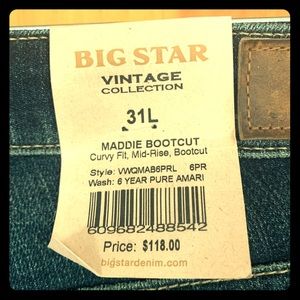 BIG STAR
VINTAGE
COLLECTION
31L
MADDIE BOOTCUT
Curvy Fit, Mid-Rise, Bootcut
Style: VWQMAB6PRL 6PR
Wash: 6 YEAR PURE AMARI
609682488542
Price: $118.00
bigstardenim.com